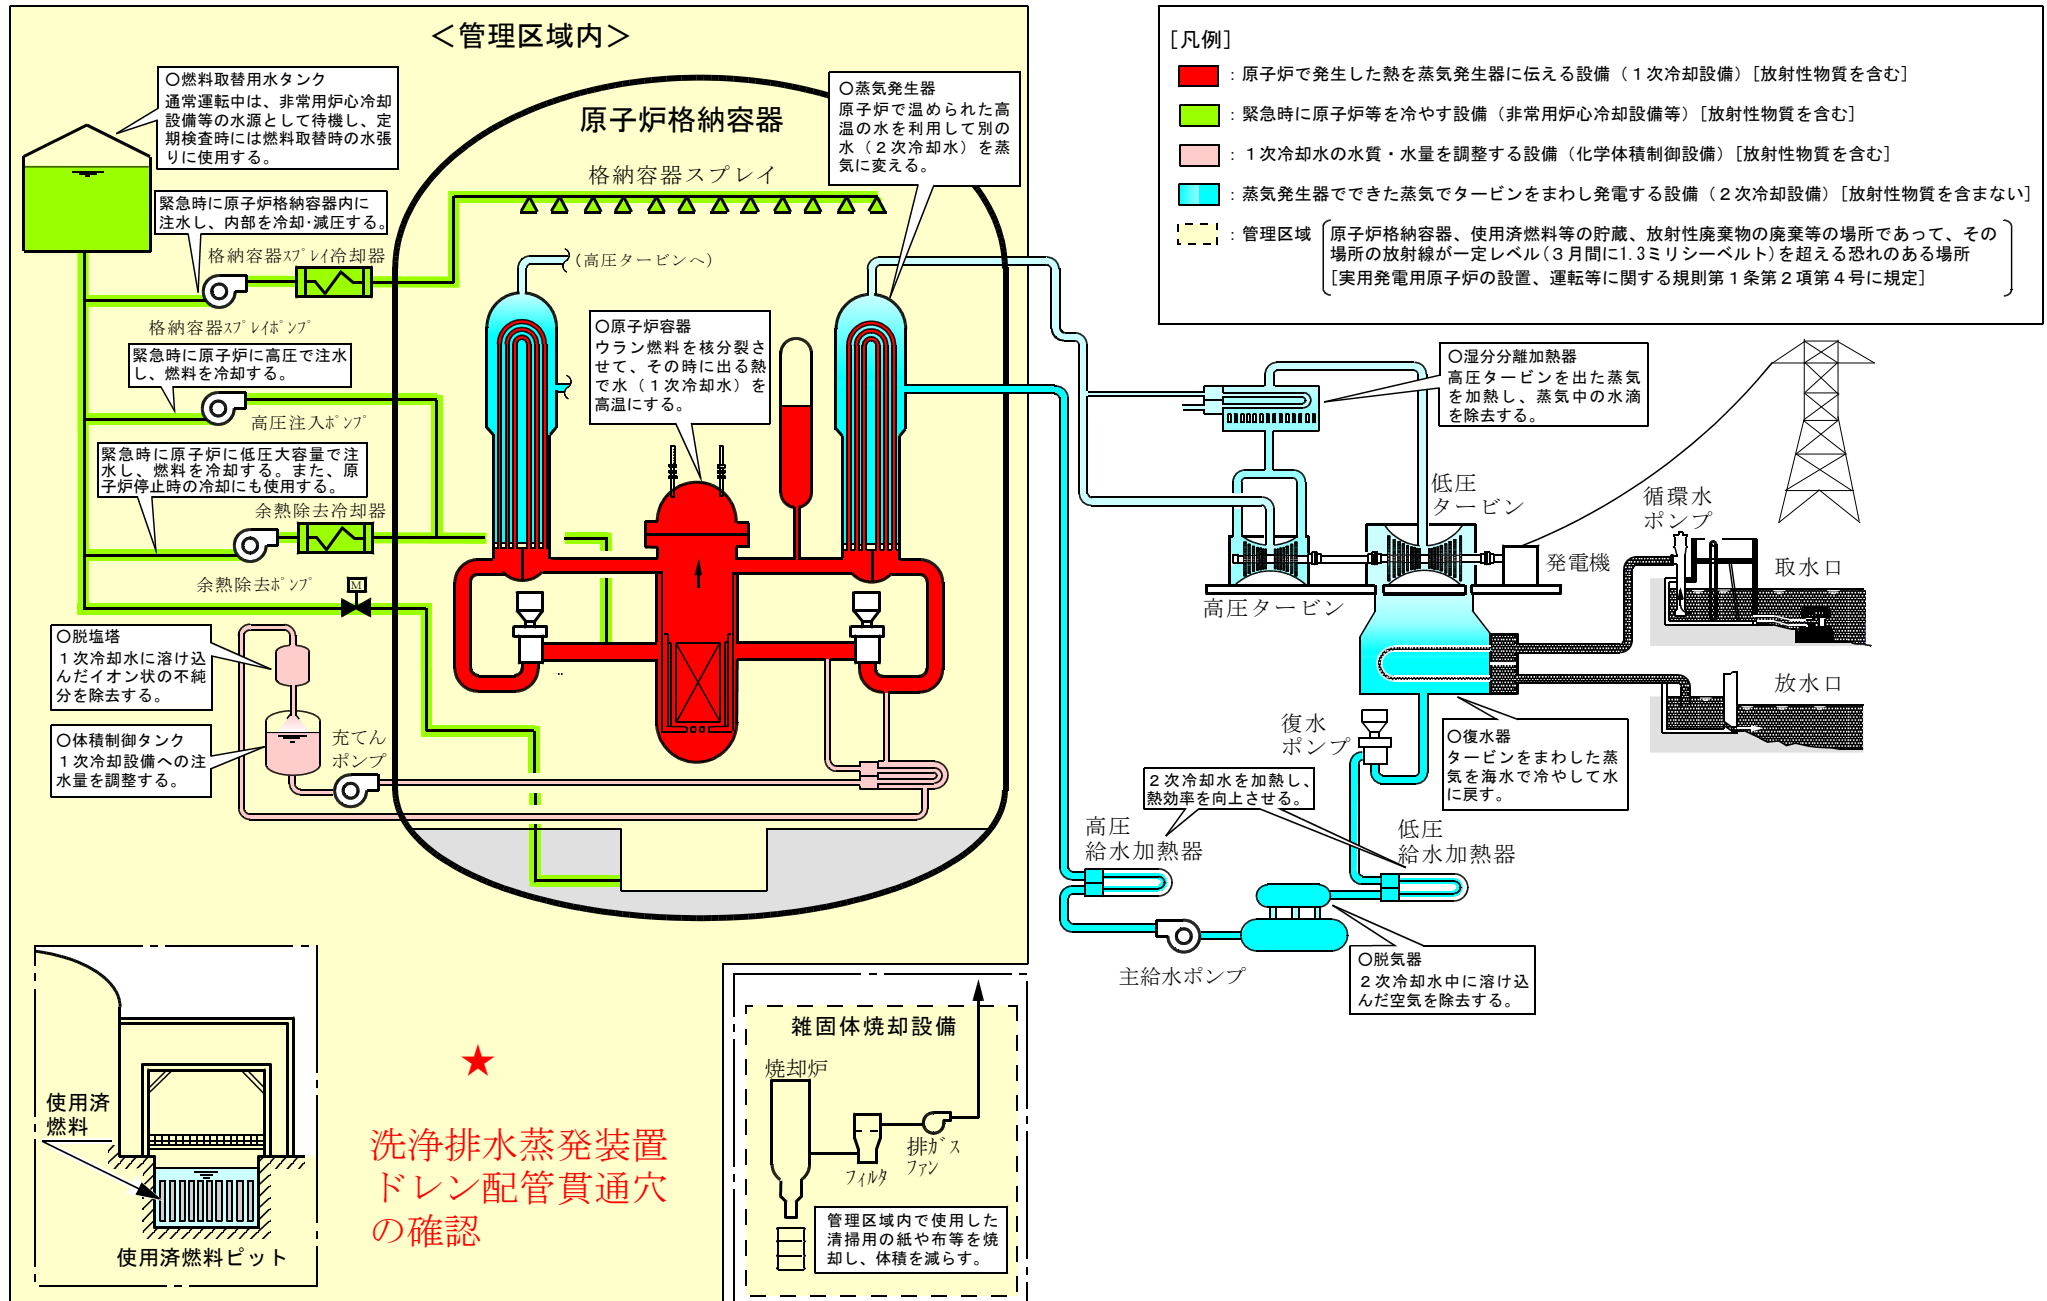 ＜管理区域内＞
○燃料取替用水タンク
通常運転中は、非常用炉心冷却
設備等の水源として待機し、定
期検査時には燃料取替時の水張
りに使用する。
緊急時に原子炉格納容器内に
注水し、内部を冷却･減圧する。
格納容器ｽﾌﾟﾚｲ冷却器
格納容器ｽﾌﾟﾚｲﾎﾟﾝﾌﾟ
緊急時に原子炉に高圧で注水
し、燃料を冷却する。
高圧注入ﾎﾟﾝﾌﾟ
緊急時に原子炉に低圧大容量で注
水し、燃料を冷却する。また、原
子炉停止時の冷却にも使用する。
余熱除去冷却器
余熱除去ﾎﾟﾝﾌﾟ
M
○脱塩塔
１次冷却水に溶け込
んだイオン状の不純
分を除去する。
○体積制御タンク
１次冷却設備への注
水量を調整する。
充てん
ポンプ
原子炉格納容器
格納容器スプレイ
(高圧タービンへ)
○蒸気発生器
原子炉で温められた高
温の水を利用して別の
水（２次冷却水）を蒸
気に変える。
○原子炉容器
ウラン燃料を核分裂さ
せて、その時に出る熱
で水（１次冷却水）を
高温にする。
[凡例]
：原子炉で発生した熱を蒸気発生器に伝える設備（１次冷却設備）[放射性物質を含む]
：緊急時に原子炉等を冷やす設備（非常用炉心冷却設備等）[放射性物質を含む]
：１次冷却水の水質・水量を調整する設備（化学体積制御設備）[放射性物質を含む]
：蒸気発生器でできた蒸気でタービンをまわし発電する設備（２次冷却設備）[放射性物質を含まない]
：管理区域
原子炉格納容器、使用済燃料等の貯蔵、放射性廃棄物の廃棄等の場所であって、その
場所の放射線が一定レベル(３月間に1.3ミリシーベルト)を超える恐れのある場所
[実用発電用原子炉の設置、運転等に関する規則第１条第２項第４号に規定]
○湿分分離加熱器
高圧タービンを出た蒸気
を加熱し、蒸気中の水滴
を除去する。
低圧
タービン
高圧タービン
発電機
循環水
ポンプ
取水口
放水口
復水
ポンプ
○復水器
タービンをまわした蒸
気を海水で冷やして水
に戻す。
２次冷却水を加熱し、
熱効率を向上させる。
高圧
給水加熱器
低圧
給水加熱器
主給水ポンプ
○脱気器
２次冷却水中に溶け込
んだ空気を除去する。
使用済
燃料
使用済燃料ピット
★
洗浄排水蒸発装置
ドレン配管貫通穴
の確認
雑固体焼却設備
焼却炉
フィルタ
排ｶﾞｽ
ﾌｧﾝ
管理区域内で使用した
清掃用の紙や布等を焼
却し、体積を減らす。